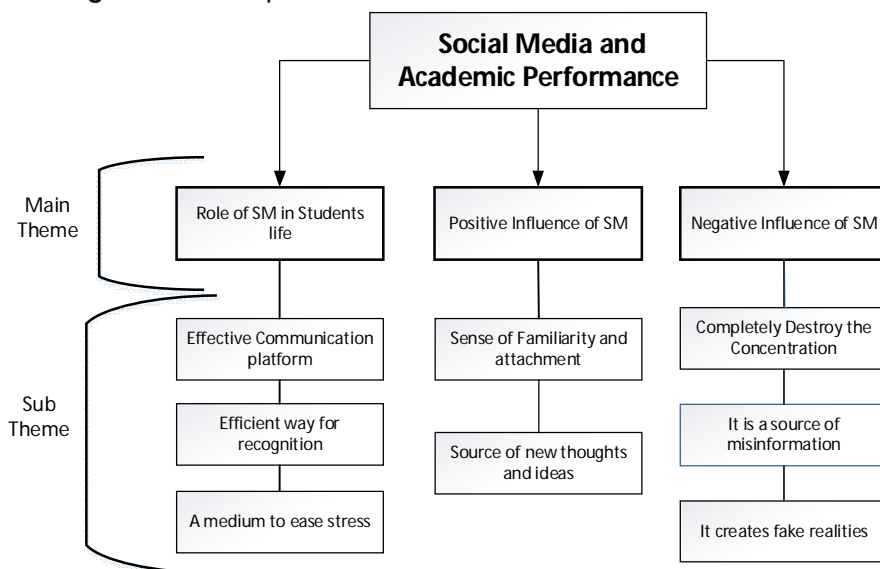 Social Media and
Academic Performance
Main
Theme
Role of SM in Students
life
Positive Influence of SM
Negative Influence of SM
Sub
Theme
Effective Communication
platform
Efficient way for
recognition
A medium to ease stress
Sense of Familiarity and
attachment
Source of new thoughts
and ideas
Completely Destroy the
Concentration
It is a source of
misinformation
It creates fake realities